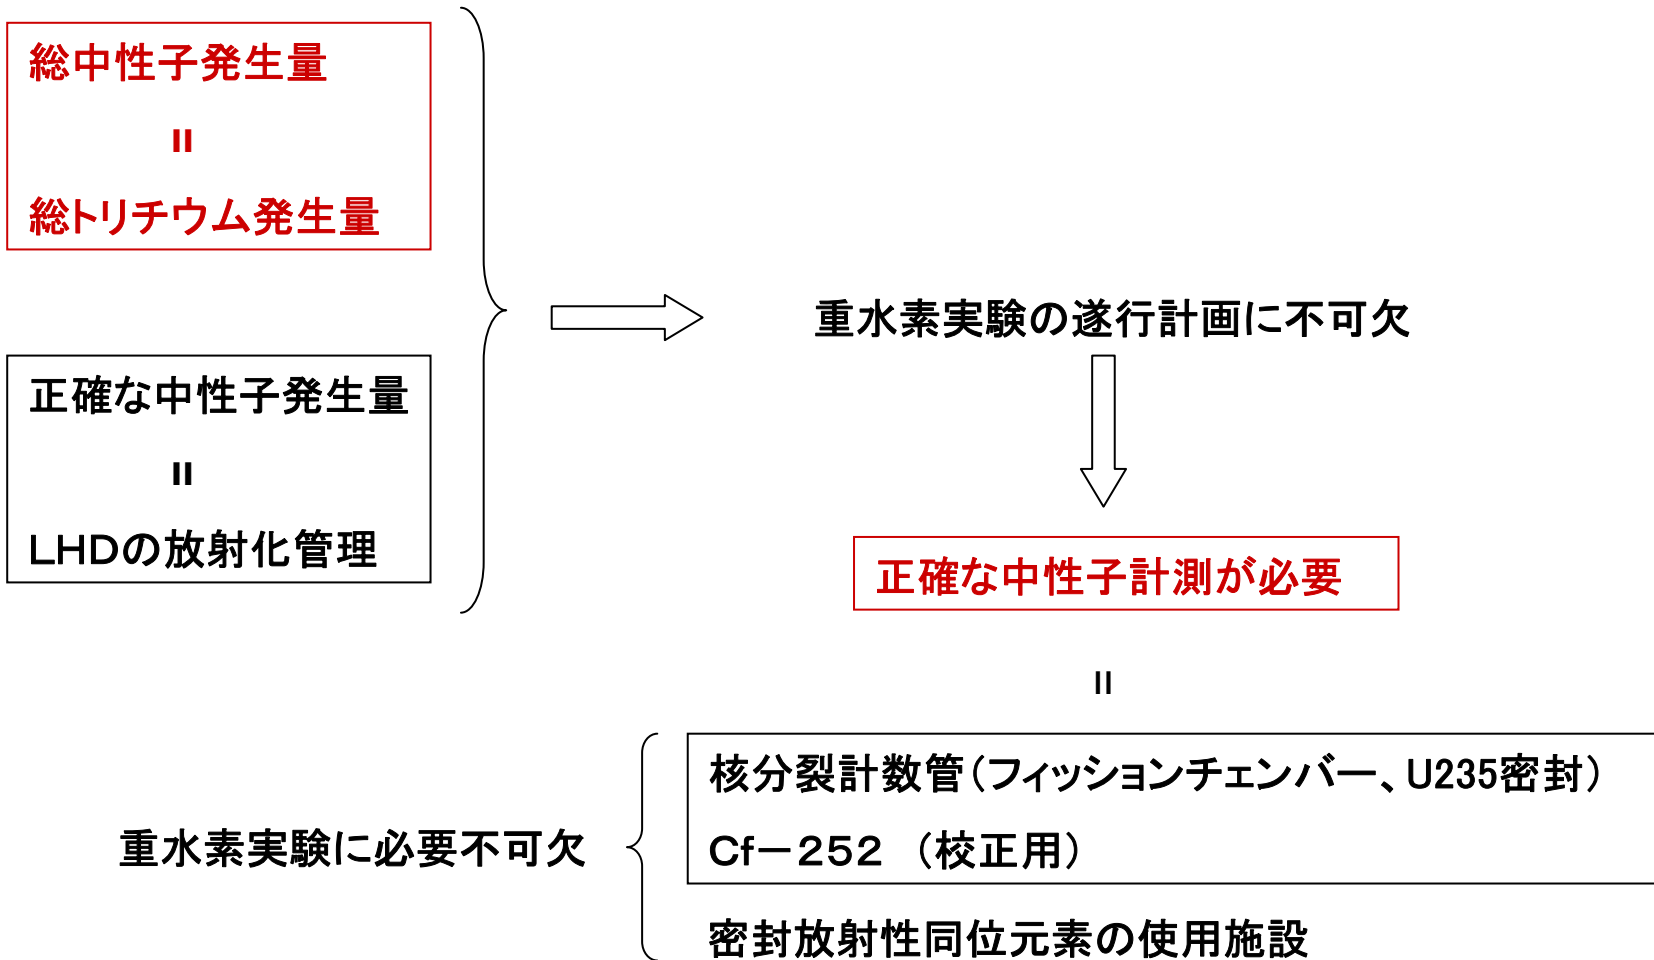 総中性子発生量
＝
総トリチウム発生量
正確な中性子発生量
＝
LHDの放射化管理
重水素実験の遂行計画に不可欠
正確な中性子計測が必要
＝
核分裂計数管（フィッションチェンバー、U235密封）
Cf－252　（校正用）
重水素実験に必要不可欠
密封放射性同位元素の使用施設